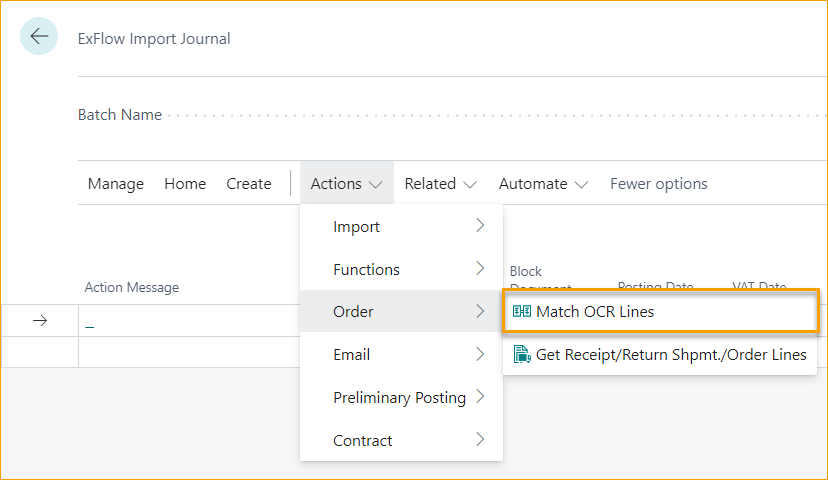 ExFlow Import Journal
Batch Name
Manage Home Create Actions Related Automate Fewer options
Import
Functions
Order
Email
Preliminary Posting
Contract
Match OCR Lines
Get Receipt/Return Shpmt./Order Lines
Action Message
Block
Document
Posting Date
VAT Date
_